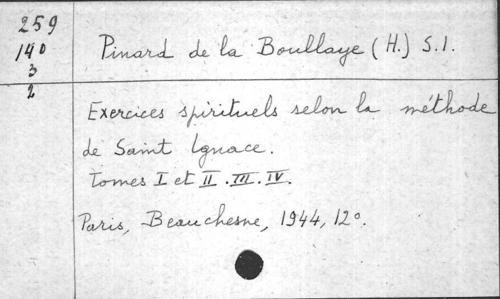 259
140
3
2
Pinard de la Boullaye (H.) S.I.
Exercices spirituels selon la méthode
de Saint Ignace.
Tomes I et II.III.IV.
Paris, Beauchesne, 1944, 12º.